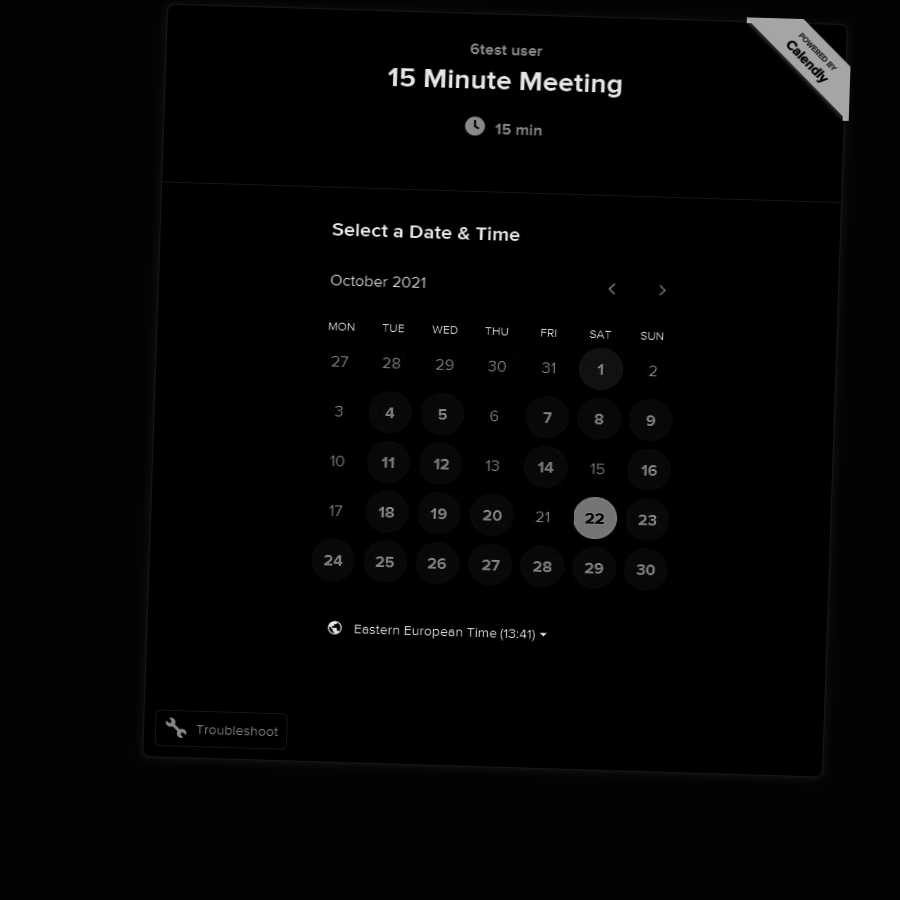 6test user
15 Minute Meeting
15 min
POWERED BY
Calendly
Select a Date & Time
October 2021
MON TUE WED THU FRI SAT SUN
27 28 29 30 31 1 2
3 4 5 6 7 8 9
10 11 12 13 14 15 16
17 18 19 20 21 22 23
24 25 26 27 28 29 30
Eastern European Time (13:41)
Troubleshoot